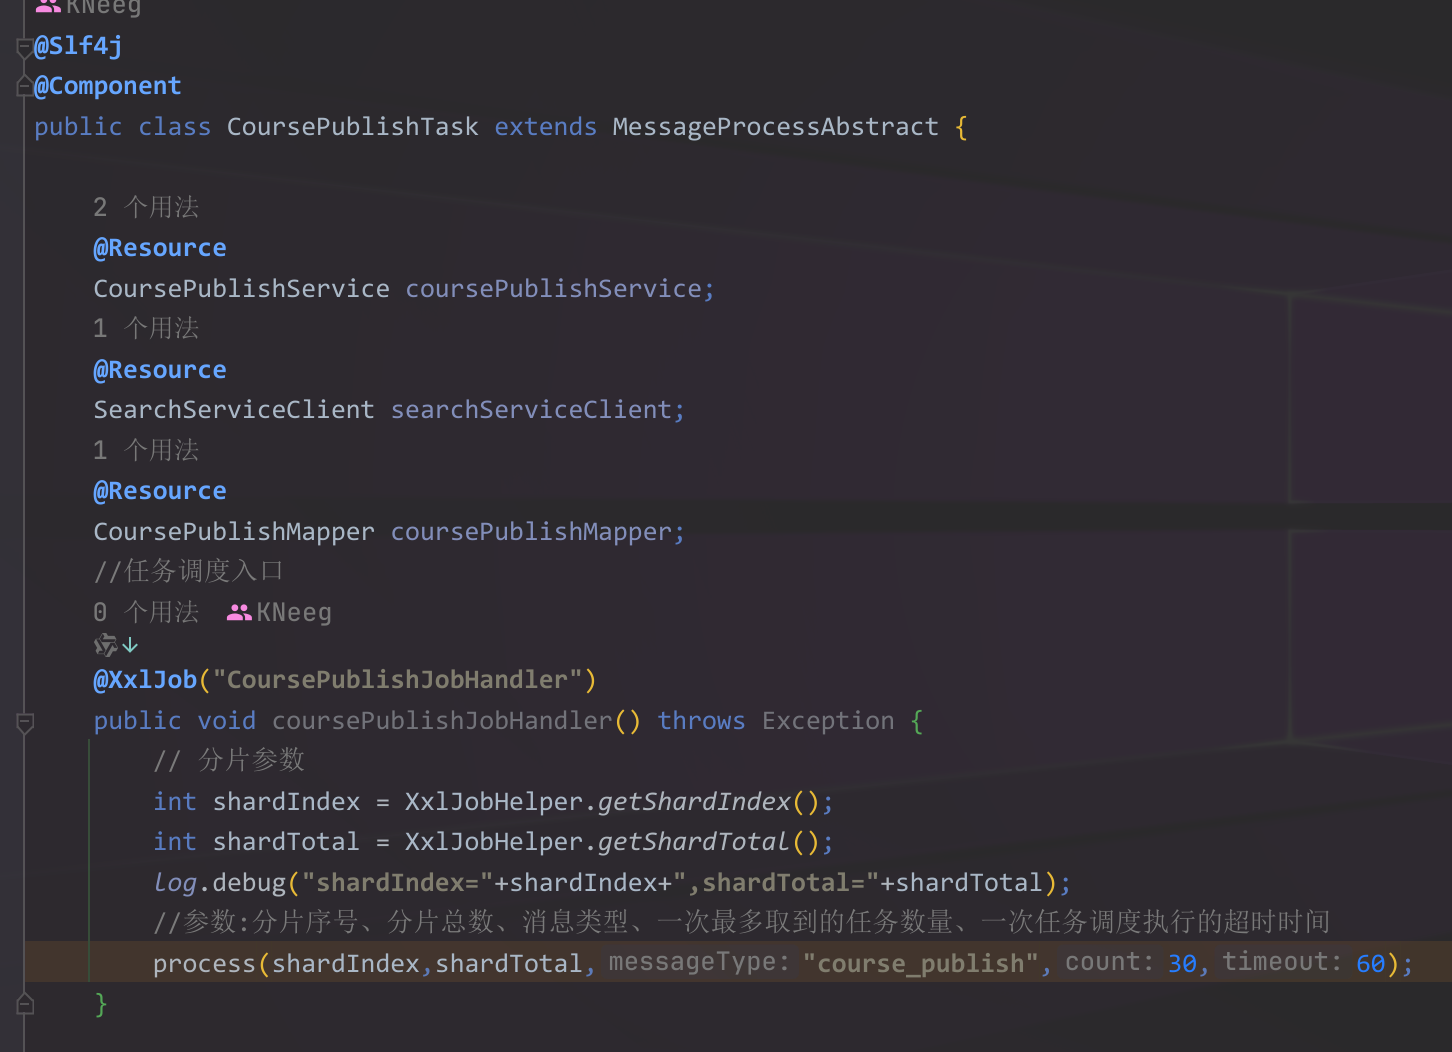 KNeeg
@Slf4j
@Component
public class CoursePublishTask extends MessageProcessAbstract {
2 个用法
@Resource
CoursePublishService coursePublishService;
1 个用法
@Resource
SearchServiceClient searchServiceClient;
1 个用法
@Resource
CoursePublishMapper coursePublishMapper;
//任务调度入口
0 个用法 KNeeg
@XxlJob("CoursePublishJobHandler")
public void coursePublishJobHandler() throws Exception {
// 分片参数
int shardIndex = XxlJobHelper.getShardIndex();
int shardTotal = XxlJobHelper.getShardTotal();
log.debug("shardIndex="+shardIndex+",shardTotal="+shardTotal);
//参数:分片序号、分片总数、消息类型、一次最多取到的任务数量、一次任务调度执行的超时时间
process(shardIndex,shardTotal, messageType: "course_publish", count: 30, timeout: 60);
}